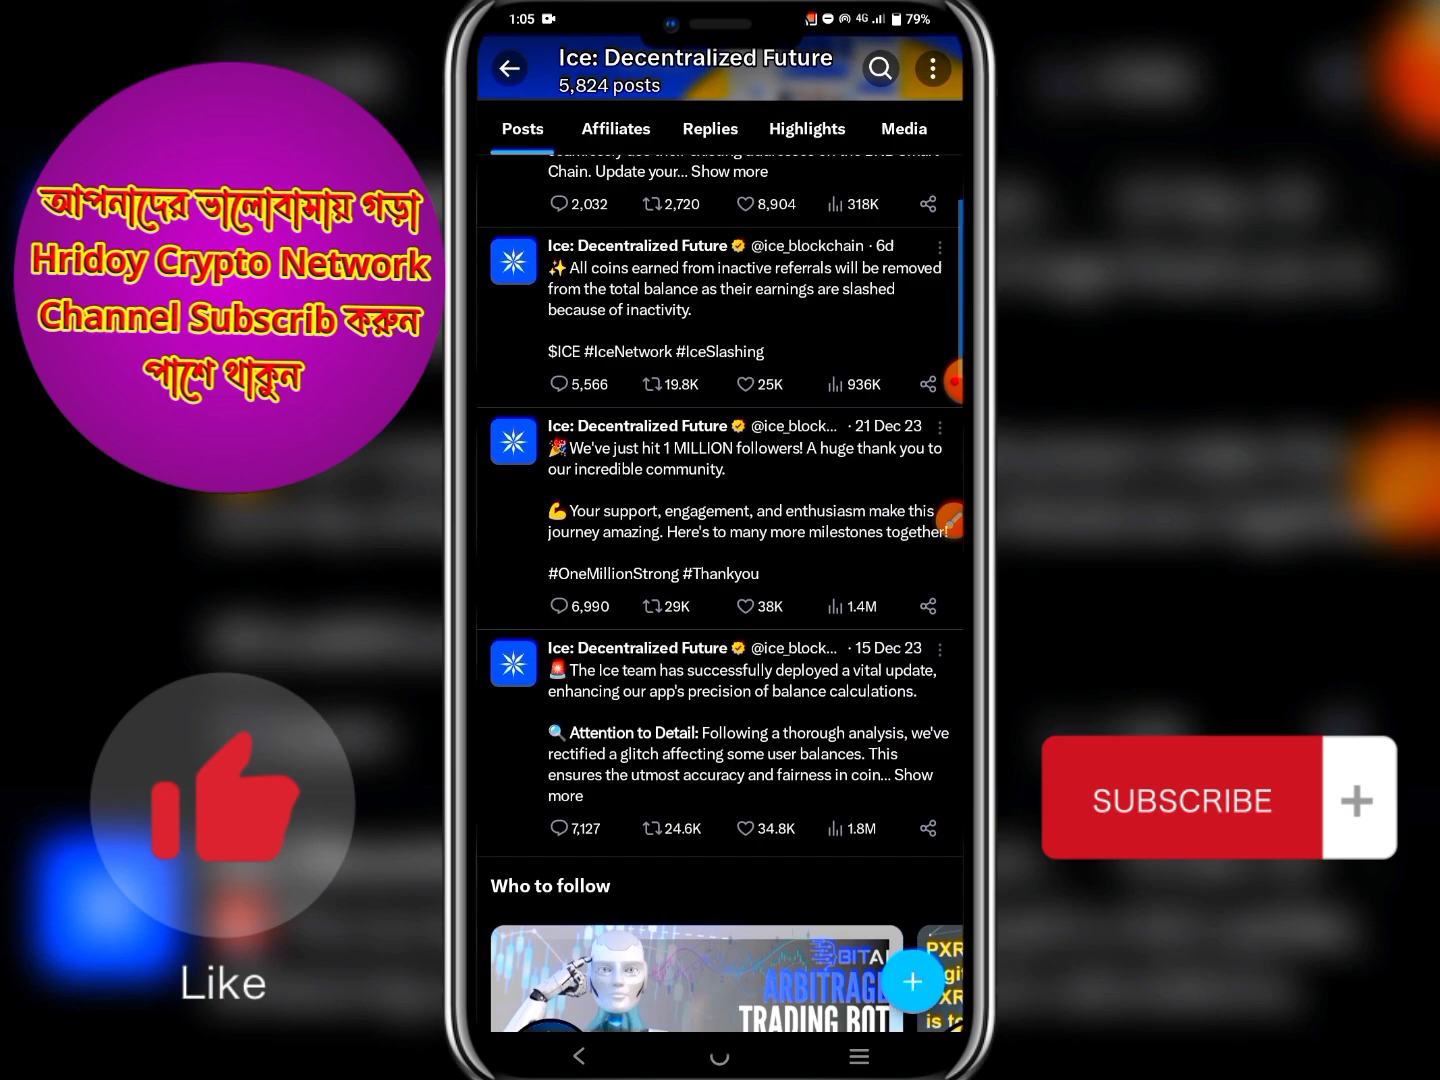 1:05
4G
79%
Ice: Decentralized Future
5,824 posts
Posts Affiliates Replies Highlights Media
Chain. Update your... Show more
2,032 2,720 8,904 318K
Ice: Decentralized Future @ice_blockchain · 6d
✨ All coins earned from inactive referrals will be removed
from the total balance as their earnings are slashed
because of inactivity.
$ICE #IceNetwork #IceSlashing
5,566 19.8K 25K 936K
Ice: Decentralized Future @ice_block... · 21 Dec 23
🎉 We've just hit 1 MILLION followers! A huge thank you to
our incredible community.
💪 Your support, engagement, and enthusiasm make this
journey amazing. Here's to many more milestones together!
#OneMillionStrong #Thankyou
6,990 29K 38K 1.4M
Ice: Decentralized Future @ice_block... · 15 Dec 23
🚨 The Ice team has successfully deployed a vital update,
enhancing our app's precision of balance calculations.
🔍 Attention to Detail: Following a thorough analysis, we've
rectified a glitch affecting some user balances. This
ensures the utmost accuracy and fairness in coin... Show
more
7,127 24.6K 34.8K 1.8M
Who to follow
BITAI
ARBITRAGE
TRADING BOT
PXR
is to
আপনাদের ভালোবাসায় গড়া
Hridoy Crypto Network
Channel Subscrib করুন
পাশে থাকুন
Like
SUBSCRIBE